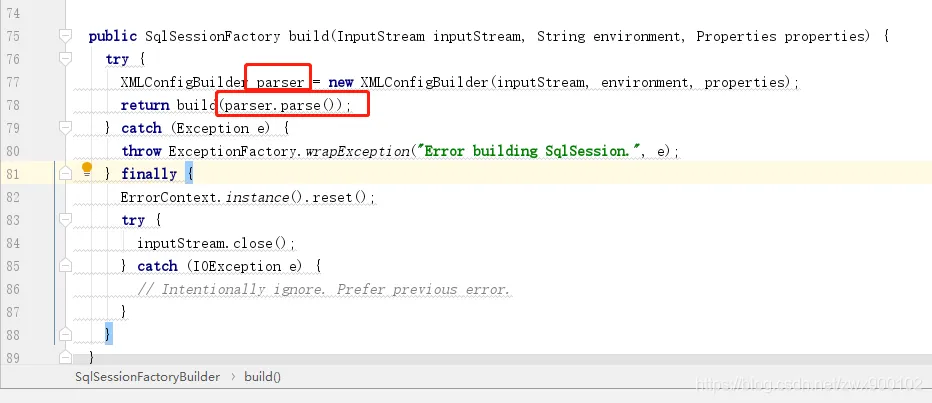 74
75 public SqlSessionFactory build(InputStream inputStream, String environment, Properties properties) {
76 try {
77 XMLConfigBuilder parser = new XMLConfigBuilder(inputStream, environment, properties);
78 return build(parser.parse());
79 } catch (Exception e) {
80 throw ExceptionFactory.wrapException("Error building SqlSession.", e);
81 } finally {
82 ErrorContext.instance().reset();
83 try {
84 inputStream.close();
85 } catch (IOException e) {
86 // Intentionally ignore. Prefer previous error.
87 }
88 }
89 }
SqlSessionFactoryBuilder › build()
https://blog.csdn.net/zwx900102